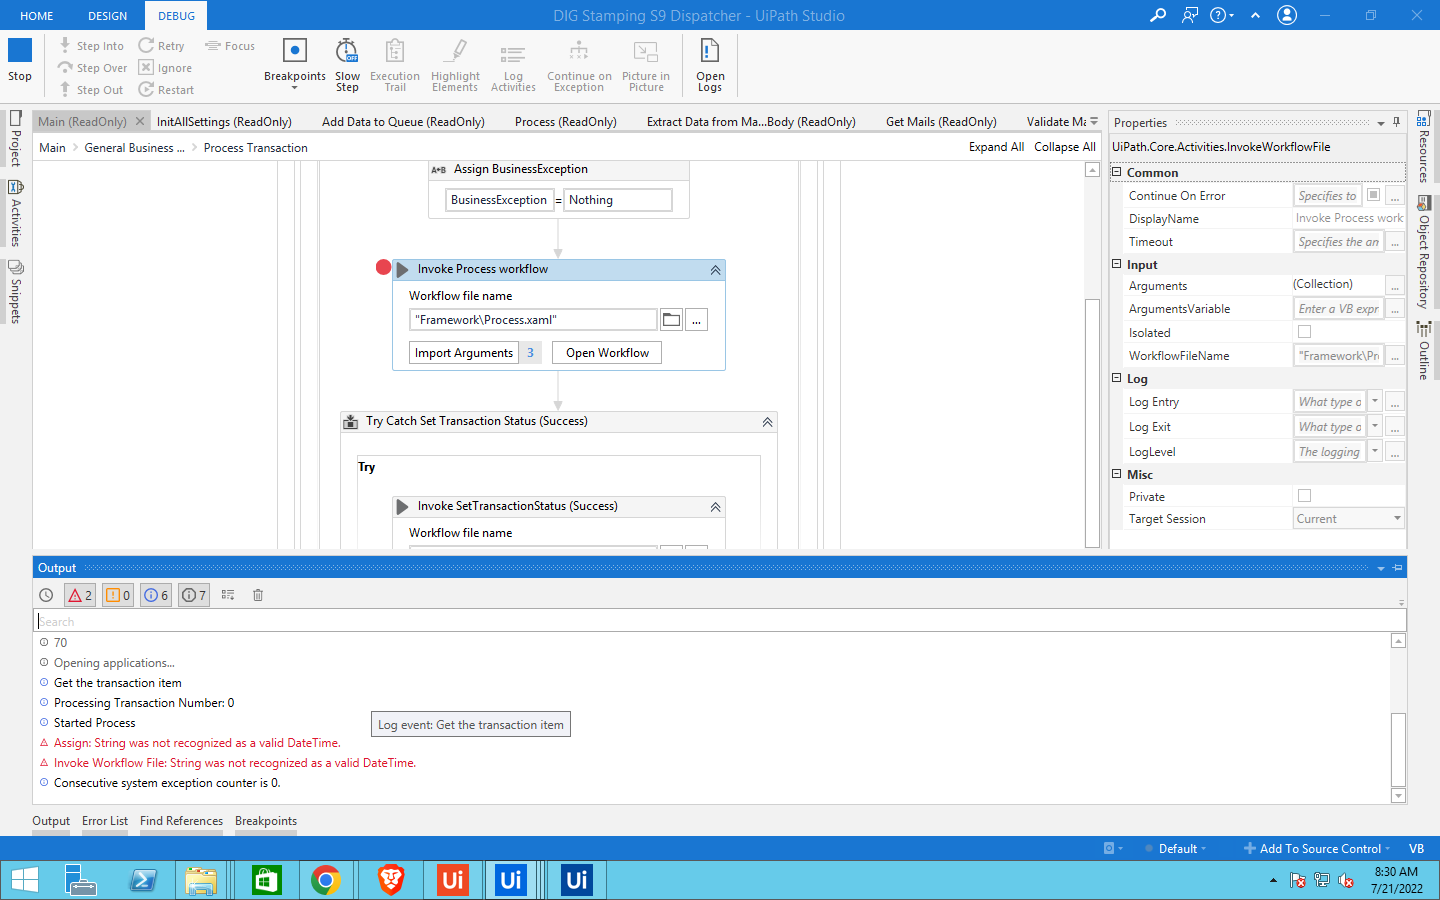 HOME DESIGN DEBUG DIG Stamping S9 Dispatcher - UiPath Studio
Stop
Step Into
Step Over
Step Out
Retry
Ignore
Restart
Focus
Breakpoints
Slow
Step
OFF
Execution
Trail
Highlight
Elements
Log
Activities
Continue on
Exception
Picture in
Picture
Open
Logs
Project
Activities
Snippets
Main (ReadOnly) InitAllSettings (ReadOnly) Add Data to Queue (ReadOnly) Process (ReadOnly) Extract Data from Ma...Body (ReadOnly) Get Mails (ReadOnly) Validate Ma
Main > General Business ... > Process Transaction
Expand All Collapse All
A+B Assign BusinessException
BusinessException = Nothing
Invoke Process workflow
Workflow file name
"Framework\Process.xaml"
...
Import Arguments 3 Open Workflow
Try Catch Set Transaction Status (Success)
Try
Invoke SetTransactionStatus (Success)
Workflow file name
Properties
UiPath.Core.Activities.InvokeWorkflowFile
Common
Continue On Error Specifies to ...
DisplayName Invoke Process work
Timeout Specifies the an ...
Input
Arguments (Collection) ...
ArgumentsVariable Enter a VB expr ...
Isolated
WorkflowFileName "Framework\Pr ...
Log
Log Entry What type o ...
Log Exit What type o ...
LogLevel The logging ...
Misc
Private
Target Session Current
Resources
Object Repository
Outline
Output
2 0 6 7
Search
70
Opening applications...
Get the transaction item
Processing Transaction Number: 0
Started Process
Log event: Get the transaction item
Assign: String was not recognized as a valid DateTime.
Invoke Workflow File: String was not recognized as a valid DateTime.
Consecutive system exception counter is 0.
Output Error List Find References Breakpoints
Default Add To Source Control VB
Ui Ui Ui
8:30 AM
7/21/2022